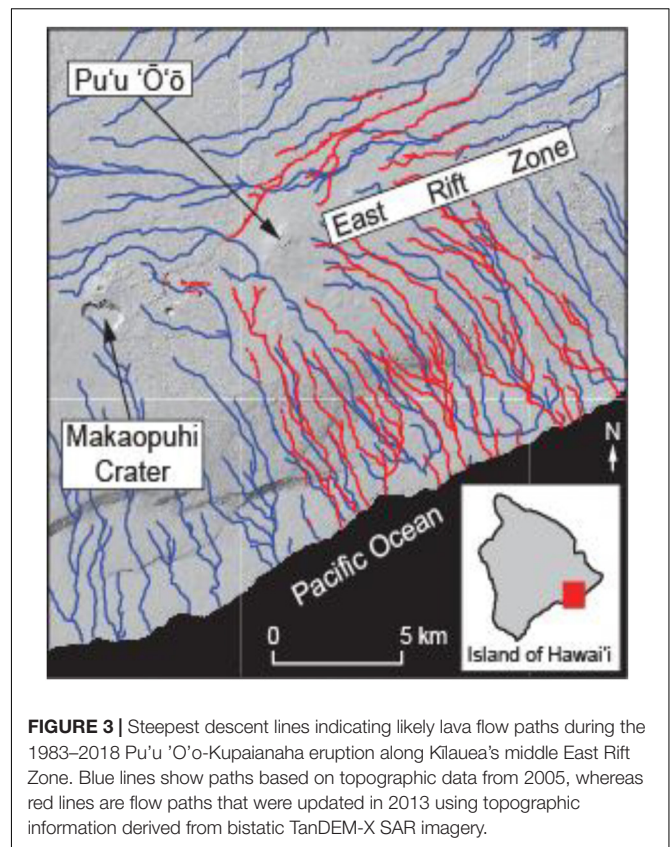 Pu‘u ‘Ō‘ō
East Rift Zone
Makaopuhi
Crater
N
Pacific Ocean
0 5 km
Island of Hawai‘i
FIGURE 3 | Steepest descent lines indicating likely lava flow paths during the
1983–2018 Pu’u ’O’o-Kupaianaha eruption along Kīlauea’s middle East Rift
Zone. Blue lines show paths based on topographic data from 2005, whereas
red lines are flow paths that were updated in 2013 using topographic
information derived from bistatic TanDEM-X SAR imagery.